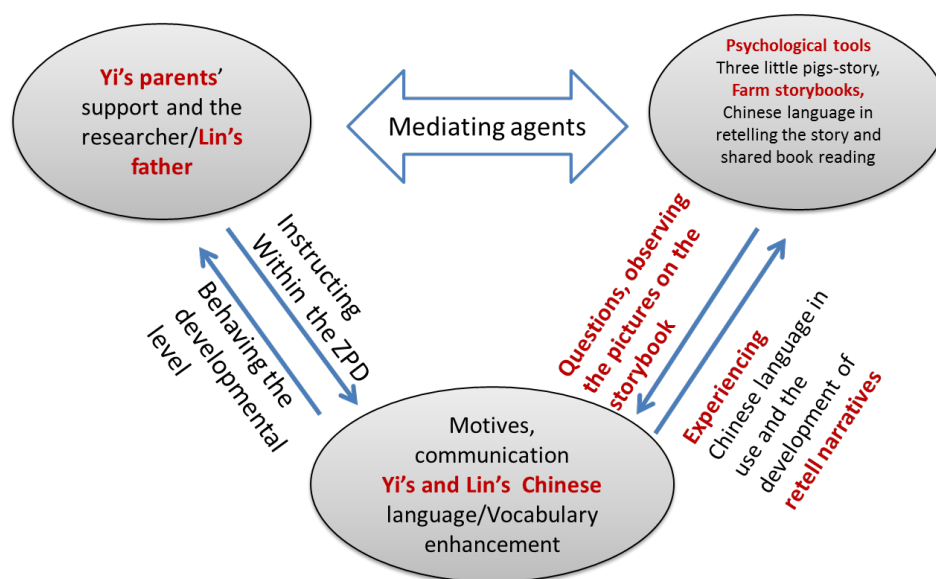 Yi's parents'
support and the
researcher/Lin's
father
Mediating agents
Psychological tools
Three little pigs-story,
Farm storybooks,
Chinese language in
retelling the story and
shared book reading
Instructing
Within the ZPD
Behaving the
developmental
level
Questions, observing
the pictures on the
storybook
Experiencing
Chinese language in
use and the
development of
retell narratives
Motives,
communication
Yi's and Lin's Chinese
language/Vocabulary
enhancement